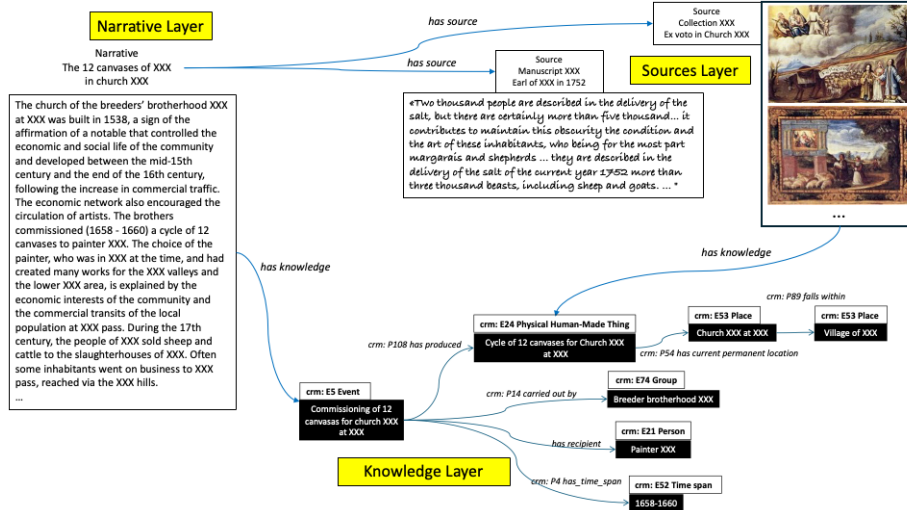 Narrative Layer
Narrative
The 12 canvases of XXX
in church XXX
has source
has source
Source
Collection XXX
Ex voto in Church XXX
Source
Manuscript XXX
Earl of XXX in 1752
Sources Layer
The church of the breeders' brotherhood XXX
at XXX was built in 1538, a sign of the
affirmation of a notable that controlled the
economic and social life of the community
and developed between the mid-15th
century and the end of the 16th century,
following the increase in commercial traffic.
The economic network also encouraged the
circulation of artists. The brothers
commissioned (1658 - 1660) a cycle of 12
canvases to painter XXX. The choice of the
painter, who was in XXX at the time, and had
created many works for the XXX valleys and
the lower XXX area, is explained by the
economic interests of the community and
the commercial transits of the local
population at XXX pass. During the 17th
century, the people of XXX sold sheep and
cattle to the slaughterhouses of XXX. Often
some inhabitants went on business to XXX
pass, reached via the XXX hills.
...
«Two thousand people are described in the delivery of the
salt, but there are certainly more than five thousand... it
contributes to maintain this obscurity the condition and
the art of these inhabitants, who being for the most part
margarais and shepherds ... they are described in the
delivery of the salt of the current year 1752 more than
three thousand beasts, including sheep and goats. ... "
...
has knowledge
has knowledge
crm: P89 falls within
crm: E24 Physical Human-Made Thing
Cycle of 12 canvases for Church XXX
at XXX
crm: E53 Place
Church XXX at XXX
crm: E53 Place
Village of XXX
crm: P108 has produced
crm: P54 has current permanent location
crm: E5 Event
Commissioning of 12
canvasas for church XXX
at XXX
crm: P14 carried out by
crm: E74 Group
Breeder brotherhood XXX
has recipient
crm: E21 Person
Painter XXX
Knowledge Layer
crm: P4 has_time_span
crm: E52 Time span
1658-1660